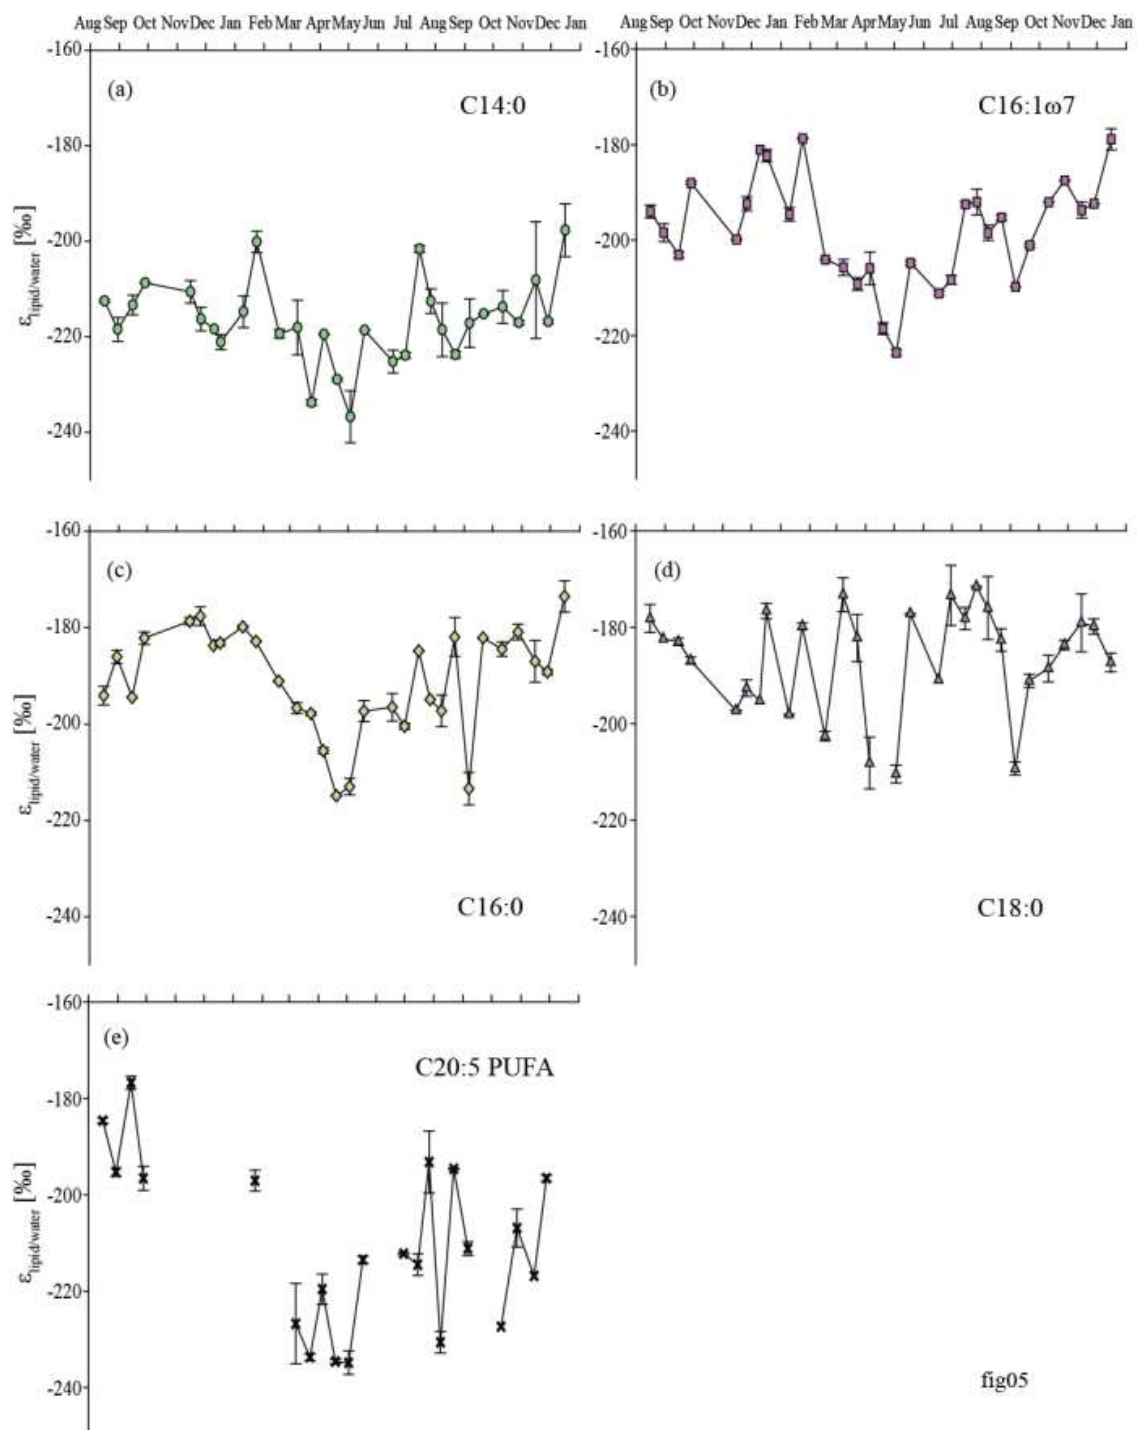 Aug Sep Oct Nov Dec Jan Feb Mar Apr May Jun Jul Aug Sep Oct Nov Dec Jan
Aug Sep Oct Nov Dec Jan Feb Mar Apr May Jun Jul Aug Sep Oct Nov Dec Jan
-160
(a)
C14:0
-180
-200
-220
-240
εlipid/water [‰]
-160
(b)
C16:1ω7
-180
-200
-220
-240
-160
(c)
-180
-200
-220
C16:0
-240
εlipid/water [‰]
-160
(d)
-180
-200
-220
C18:0
-240
-160
(e)
C20:5 PUFA
-180
-200
-220
-240
εlipid/water [‰]
fig05